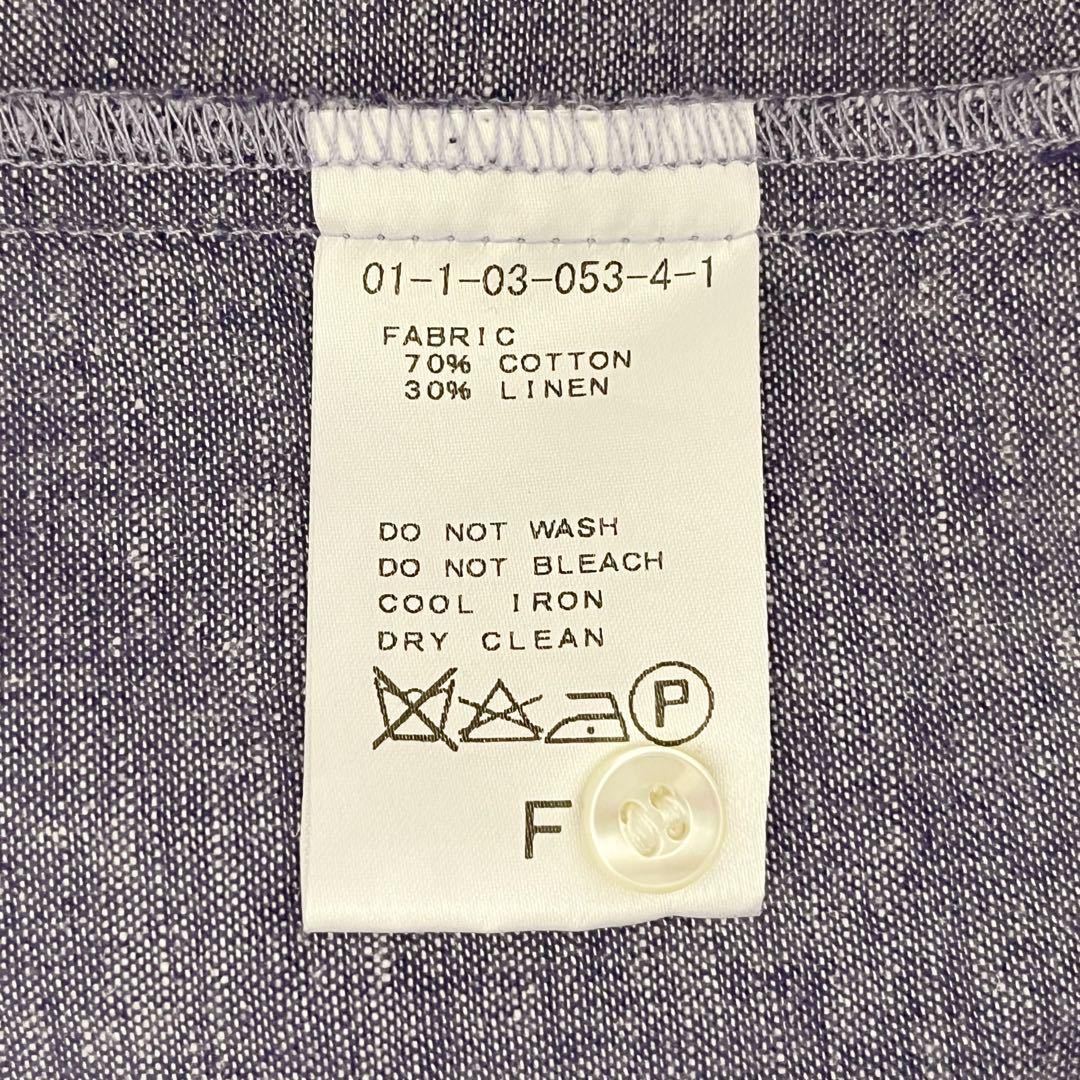 01-1-03-053-4-1
FABRIC
70% COTTON
30% LINEN
DO NOT WASH
DO NOT BLEACH
COOL IRON
DRY CLEAN
P
F